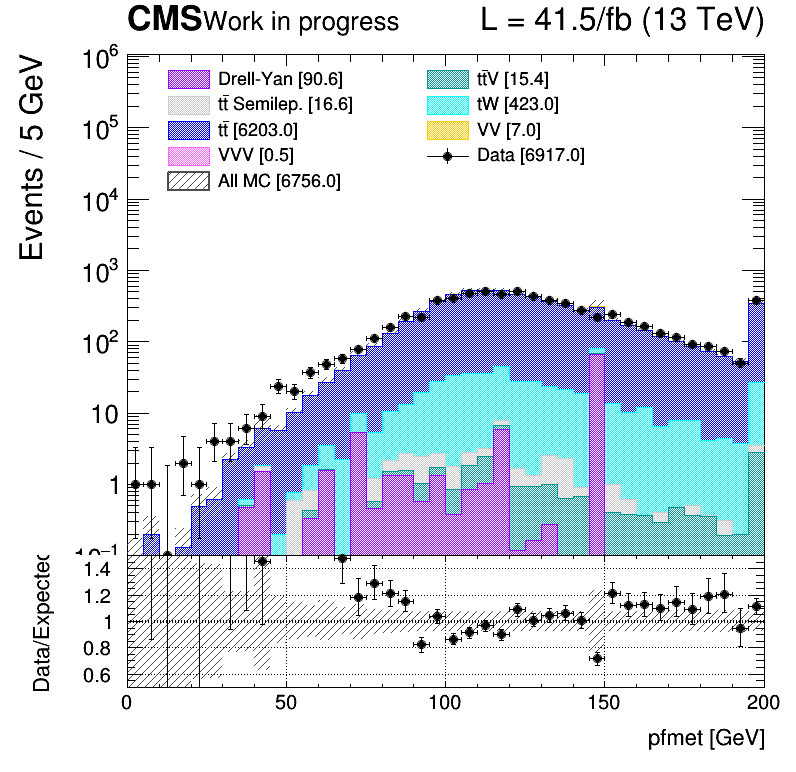 CMS Work in progress L = 41.5/fb (13 TeV)
Events / 5 GeV
10⁶
10⁵
10⁴
10³
10²
10
1
10⁻¹
Drell-Yan [90.6]
tt̄ Semilep. [16.6]
tt̄ [6203.0]
VVV [0.5]
All MC [6756.0]
tt̄V [15.4]
tW [423.0]
VV [7.0]
Data [6917.0]
Data/Expected
1.4
1.2
1
0.8
0.6
0 50 100 150 200
pfmet [GeV]